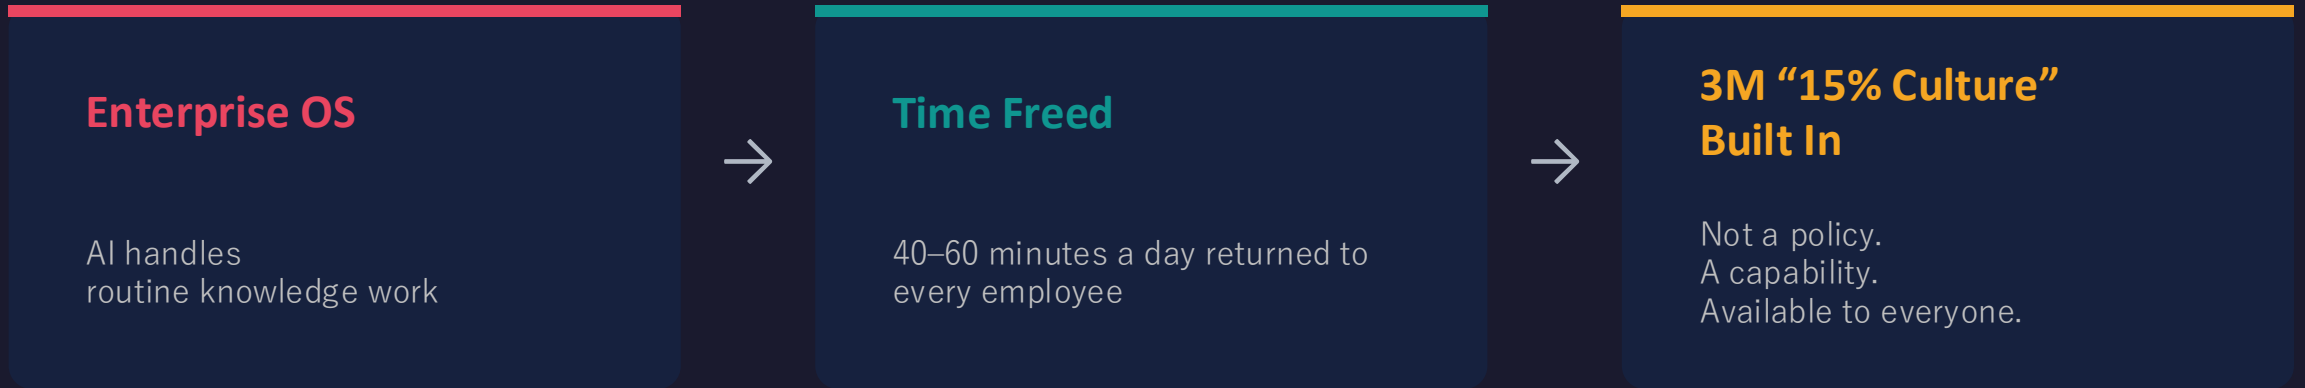 Enterprise OS
AI handles
routine knowledge work
→
Time Freed
40–60 minutes a day returned to
every employee
→
3M “15% Culture”
Built In
Not a policy.
A capability.
Available to everyone.